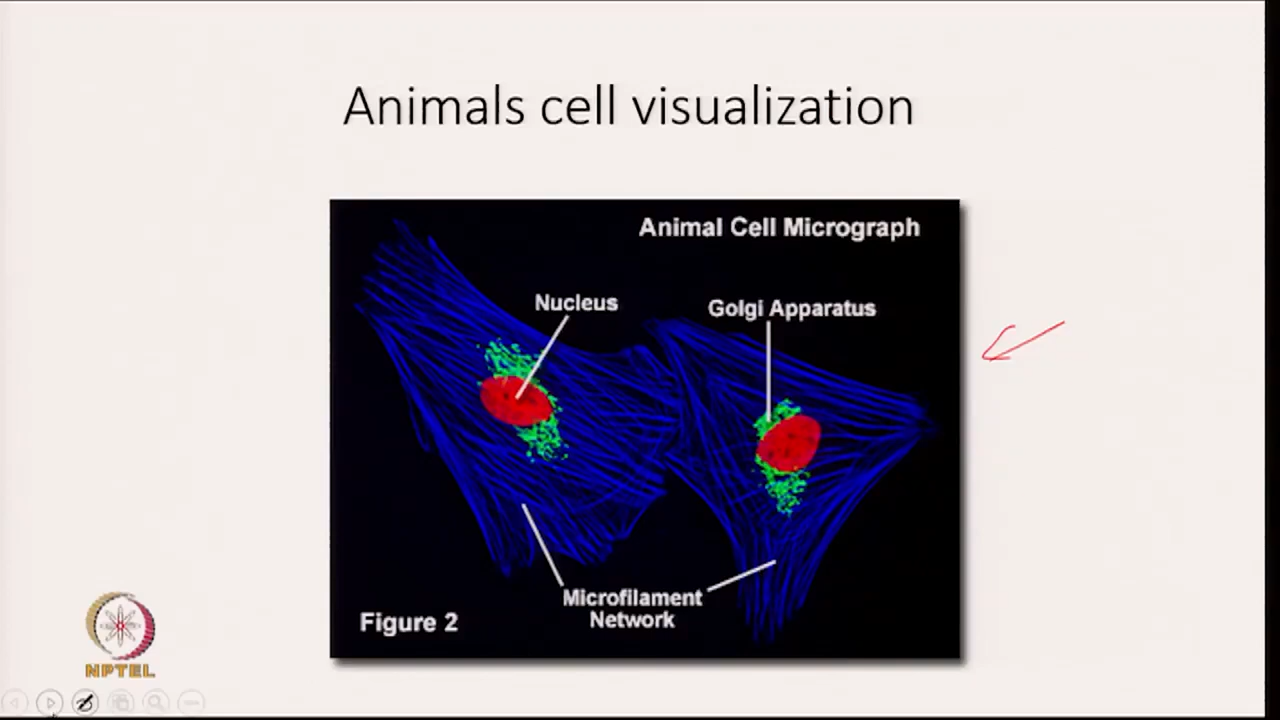 Animals cell visualization
Animal Cell Micrograph
Nucleus
Golgi Apparatus
Microfilament
Network
Figure 2
NPTEL